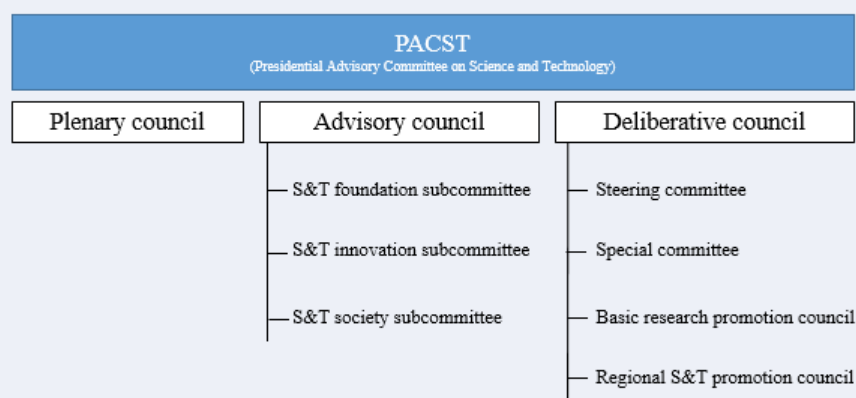 PACST
(Presidential Advisory Committee on Science and Technology)
Plenary council
Advisory council
Deliberative council
S&T foundation subcommittee
S&T innovation subcommittee
S&T society subcommittee
Steering committee
Special committee
Basic research promotion council
Regional S&T promotion council